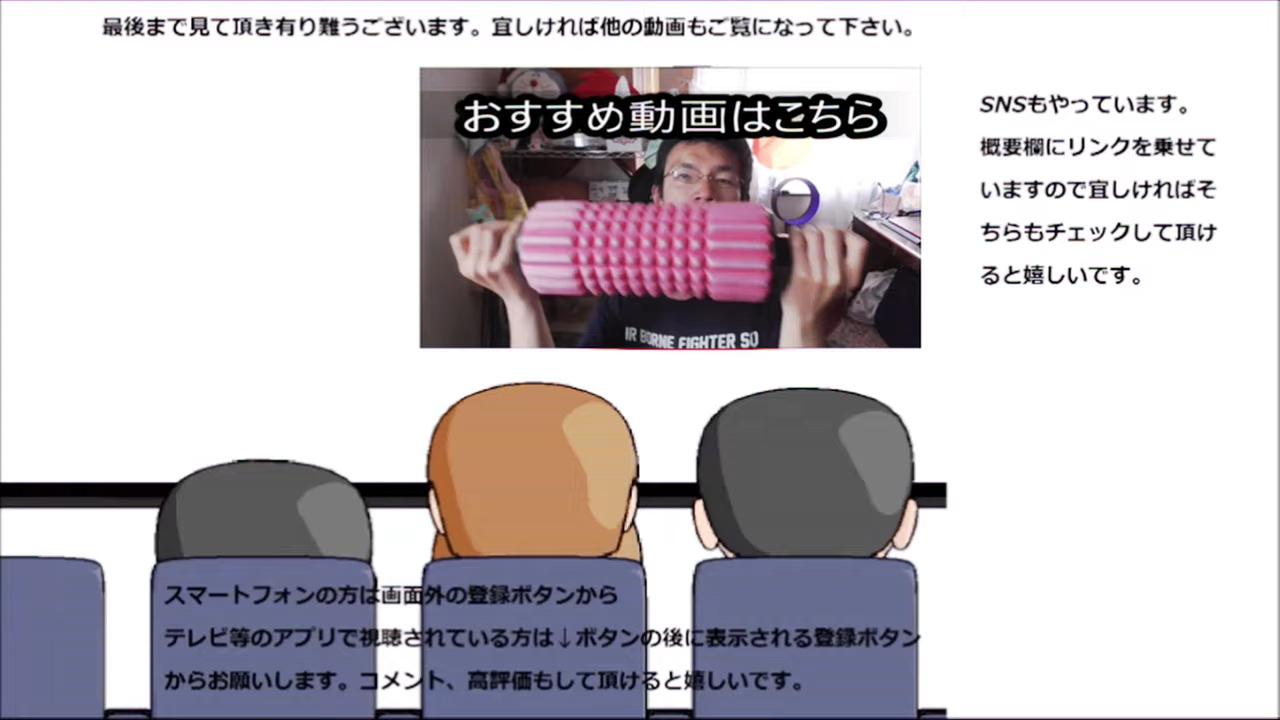 最後まで見て頂き有り難うございます。宜しければ他の動画もご覧になって下さい。
おすすめ動画はこちら
IR BORNE FIGHTER SO
SNSもやっています。
概要欄にリンクを乗せて
いますので宜しければそ
ちらもチェックして頂け
ると嬉しいです。
スマートフォンの方は画面外の登録ボタンから
テレビ等のアプリで視聴されている方は↓ボタンの後に表示される登録ボタン
からお願いします。コメント、高評価もして頂けると嬉しいです。